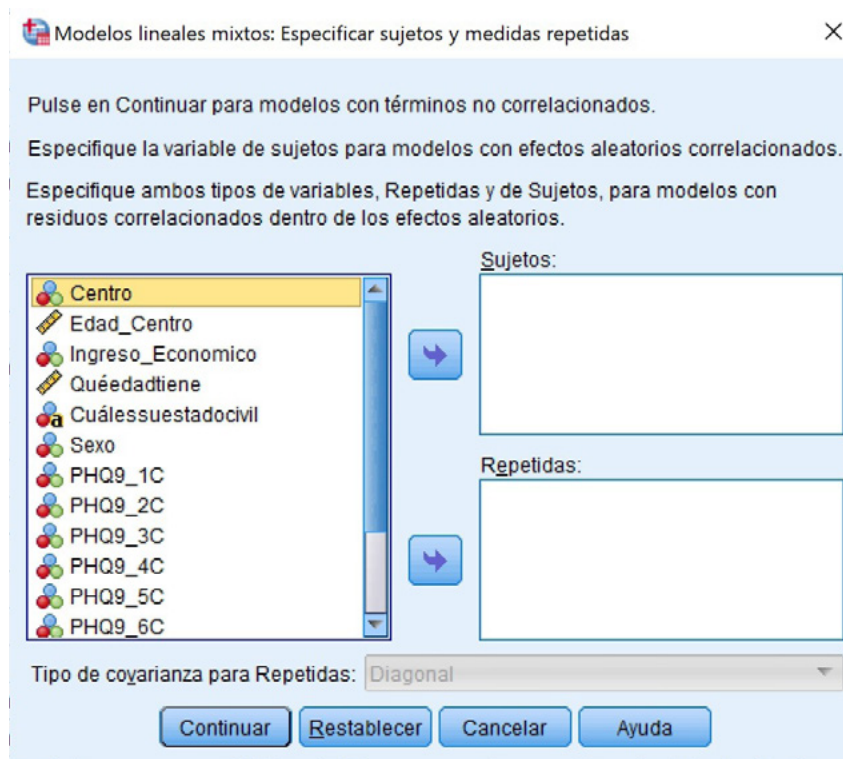 Modelos lineales mixtos: Especificar sujetos y medidas repetidas
Pulse en Continuar para modelos con términos no correlacionados.
Especifique la variable de sujetos para modelos con efectos aleatorios correlacionados.
Especifique ambos tipos de variables, Repetidas y de Sujetos, para modelos con
residuos correlacionados dentro de los efectos aleatorios.
Centro
Edad_Centro
Ingreso_Economico
Quéedadtiene
Cuálessuestadocivil
Sexo
PHQ9_1C
PHQ9_2C
PHQ9_3C
PHQ9_4C
PHQ9_5C
PHQ9_6C
Sujetos:
Repetidas:
Tipo de covarianza para Repetidas: Diagonal
Continuar Restablecer Cancelar Ayuda